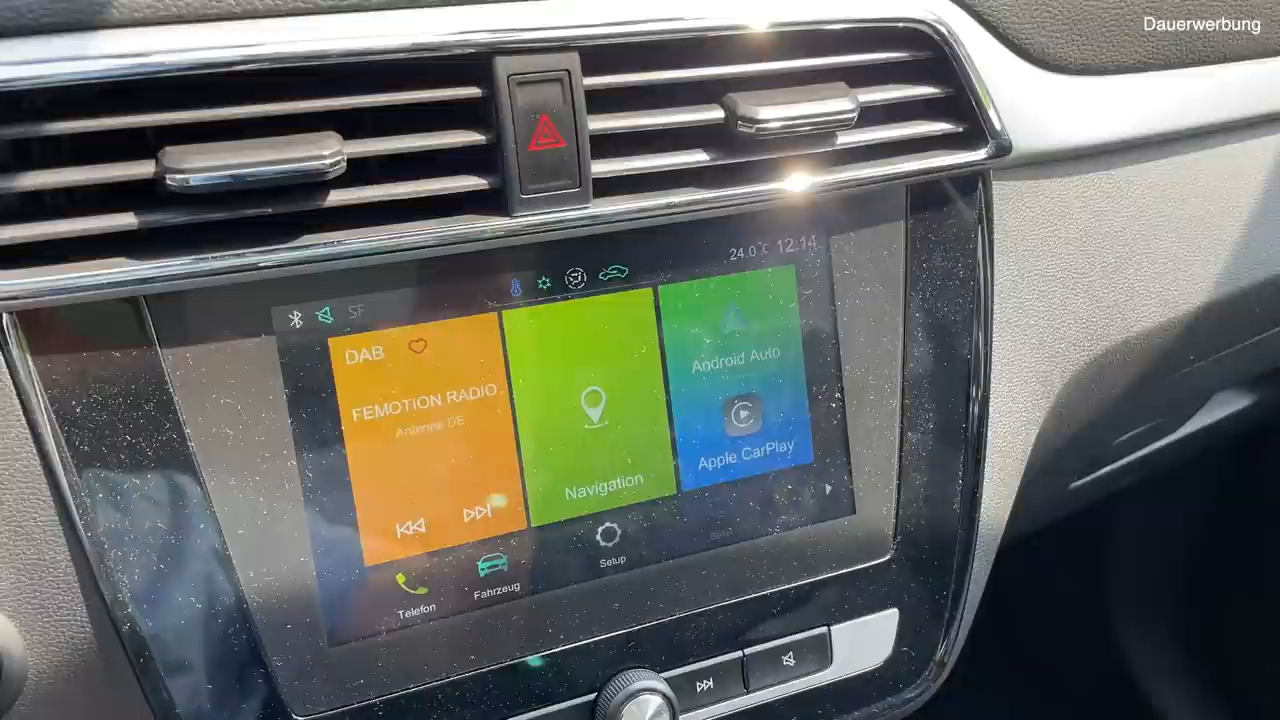 Dauerwerbung
24.0°C 12:14
SF
DAB
FEMOTION RADIO
Antenne DE
Navigation
Android Auto
Apple CarPlay
Telefon
Fahrzeug
Setup